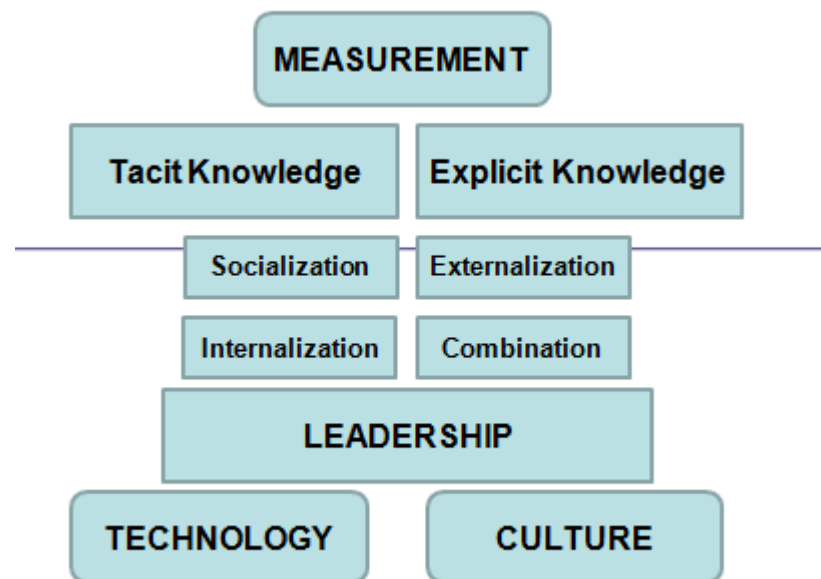 MEASUREMENT
Tacit Knowledge
Explicit Knowledge
Socialization
Externalization
Internalization
Combination
LEADERSHIP
TECHNOLOGY
CULTURE